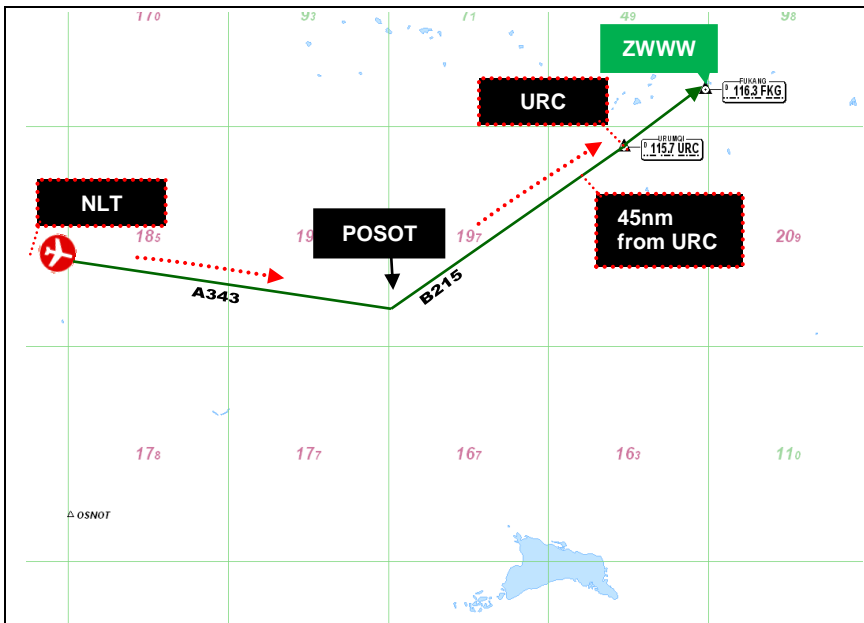 170 93 71 49 98
ZWWW
FUKANG
D 116.3 FKG
URC
URUMQI
D 115.7 URC
NLT
185
19
POSOT
197
45nm
from URC
209
A343
B215
178 177 167 163 110
OSNOT